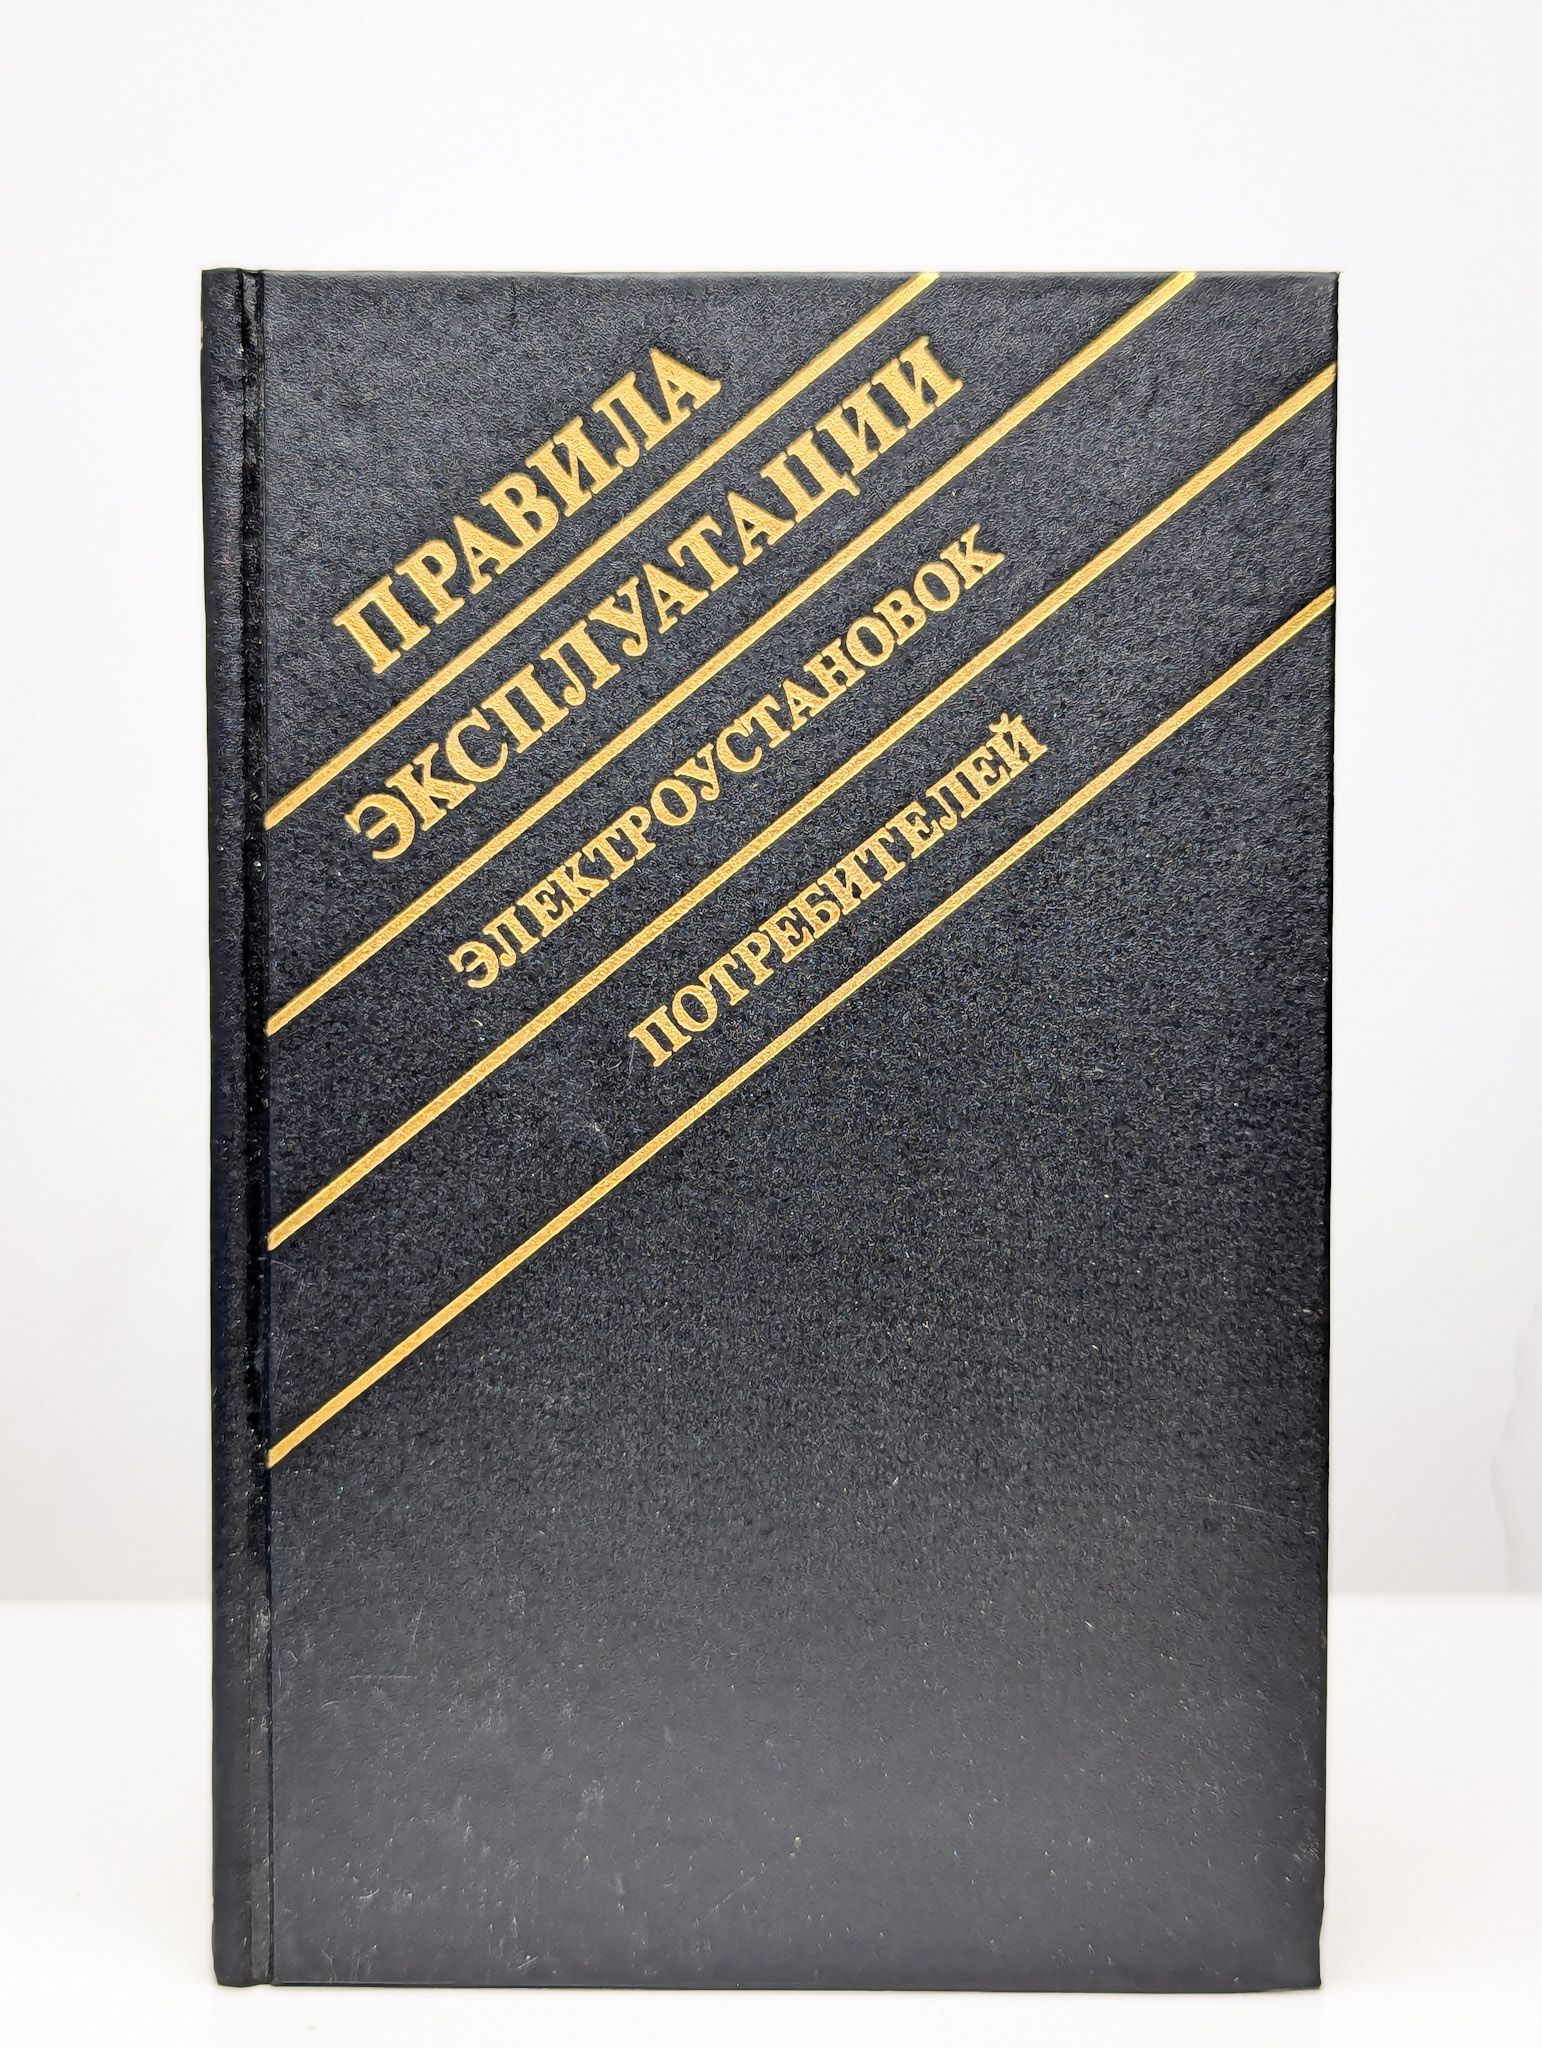 ПРАВИЛА
ЭКСПЛУАТАЦИИ
ЭЛЕКТРОУСТАНОВОК
ПОТРЕБИТЕЛЕЙ